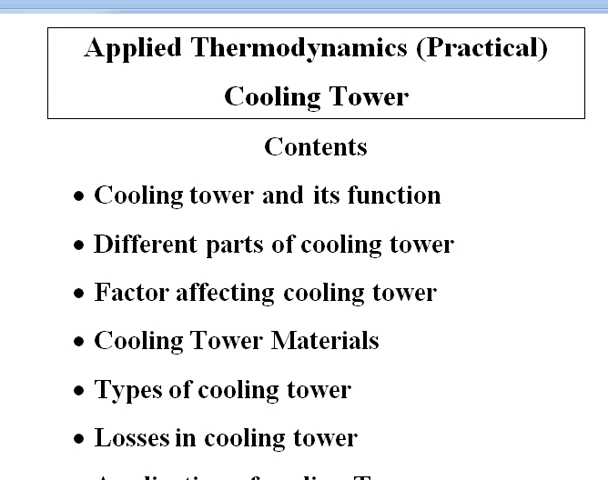 Applied Thermodynamics (Practical)
Cooling Tower
Contents
• Cooling tower and its function
• Different parts of cooling tower
• Factor affecting cooling tower
• Cooling Tower Materials
• Types of cooling tower
• Losses in cooling tower